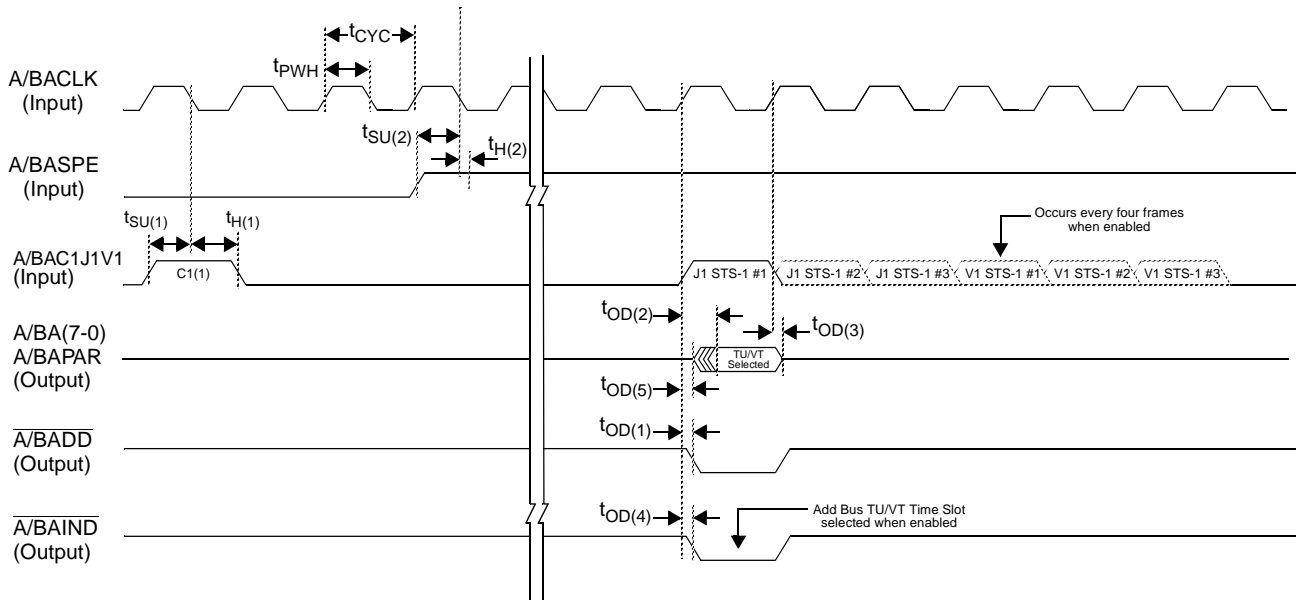 tCYC
tPWH
A/BACLK
(Input)
tSU(2)
tH(2)
A/BASPE
(Input)
tSU(1)
tH(1)
Occurs every four frames
when enabled
A/BAC1J1V1
(Input)
C1(1)
J1 STS-1 #1
J1 STS-1 #2
J1 STS-1 #3
V1 STS-1 #1
V1 STS-1 #2
V1 STS-1 #3
tOD(2)
tOD(3)
A/BA(7-0)
A/BAPAR
(Output)
TU/VT
Selected
tOD(5)
tOD(1)
A/BADD
(Output)
tOD(4)
Add Bus TU/VT Time Slot
selected when enabled
A/BAIND
(Output)